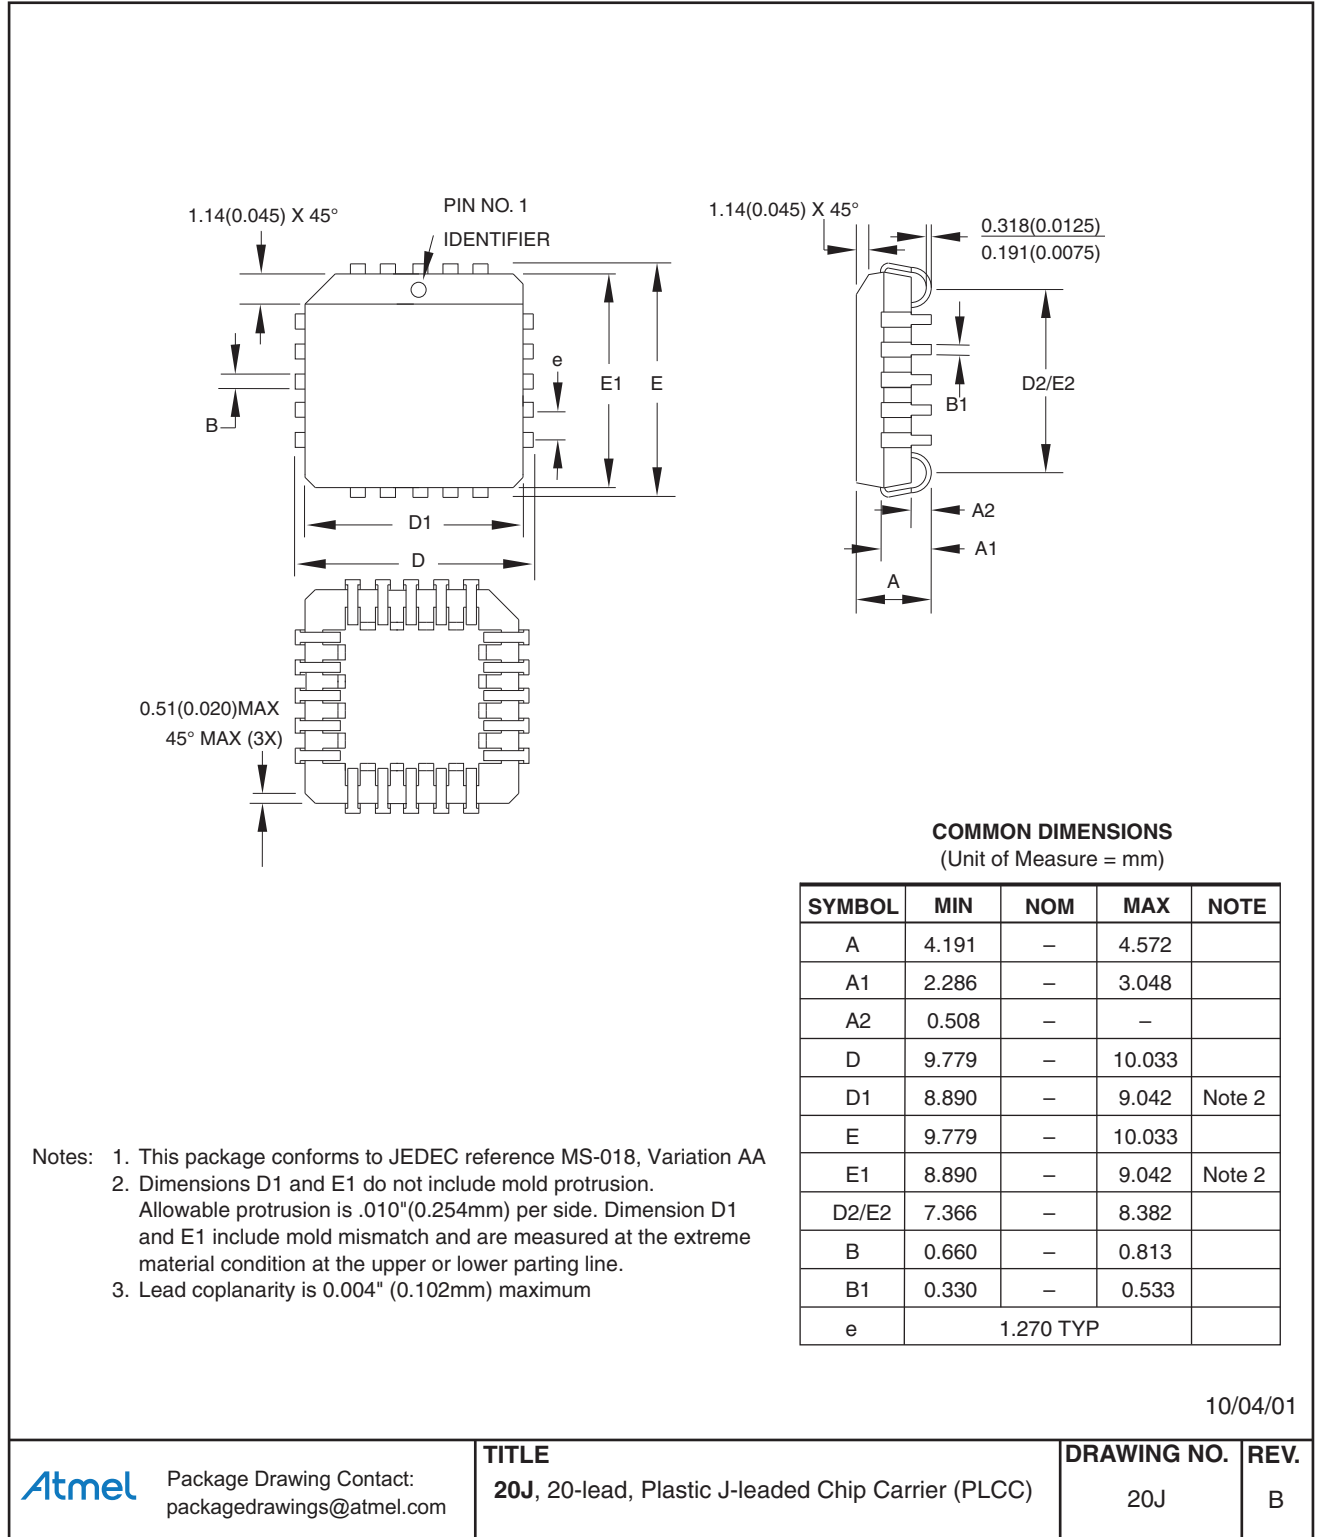 1.14(0.045) X 45°
PIN NO. 1
IDENTIFIER
1.14(0.045) X 45°
0.318(0.0125)
0.191(0.0075)
e
E1
E
B
D1
D
B1
D2/E2
A2
A1
A
0.51(0.020)MAX
45° MAX (3X)
COMMON DIMENSIONS
(Unit of Measure = mm)
SYMBOL MIN NOM MAX NOTE
A 4.191 – 4.572
A1 2.286 – 3.048
A2 0.508 – –
D 9.779 – 10.033
D1 8.890 – 9.042 Note 2
E 9.779 – 10.033
E1 8.890 – 9.042 Note 2
D2/E2 7.366 – 8.382
B 0.660 – 0.813
B1 0.330 – 0.533
e 1.270 TYP
Notes: 1. This package conforms to JEDEC reference MS-018, Variation AA
2. Dimensions D1 and E1 do not include mold protrusion.
Allowable protrusion is .010"(0.254mm) per side. Dimension D1
and E1 include mold mismatch and are measured at the extreme
material condition at the upper or lower parting line.
3. Lead coplanarity is 0.004" (0.102mm) maximum
10/04/01
Atmel
Package Drawing Contact:
packagedrawings@atmel.com
TITLE
20J, 20-lead, Plastic J-leaded Chip Carrier (PLCC)
DRAWING NO.
20J
REV.
B